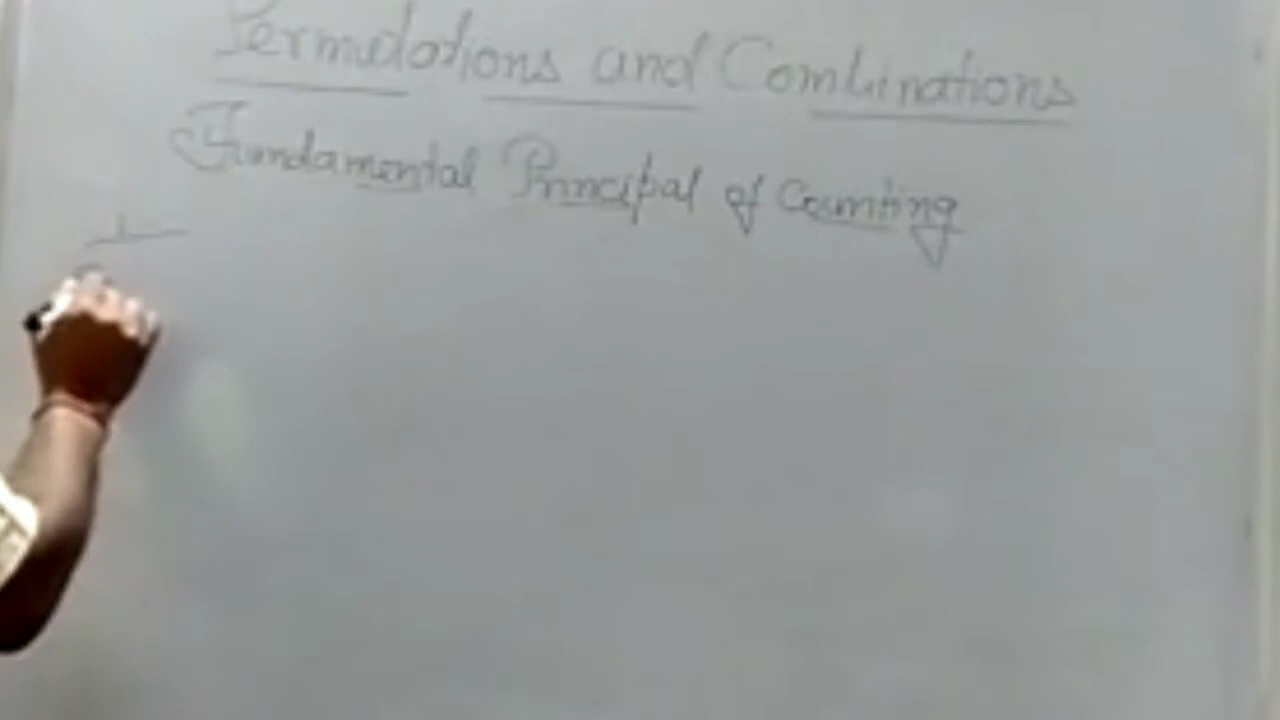 Permutations and Combinations
Fundamental Principal of Counting